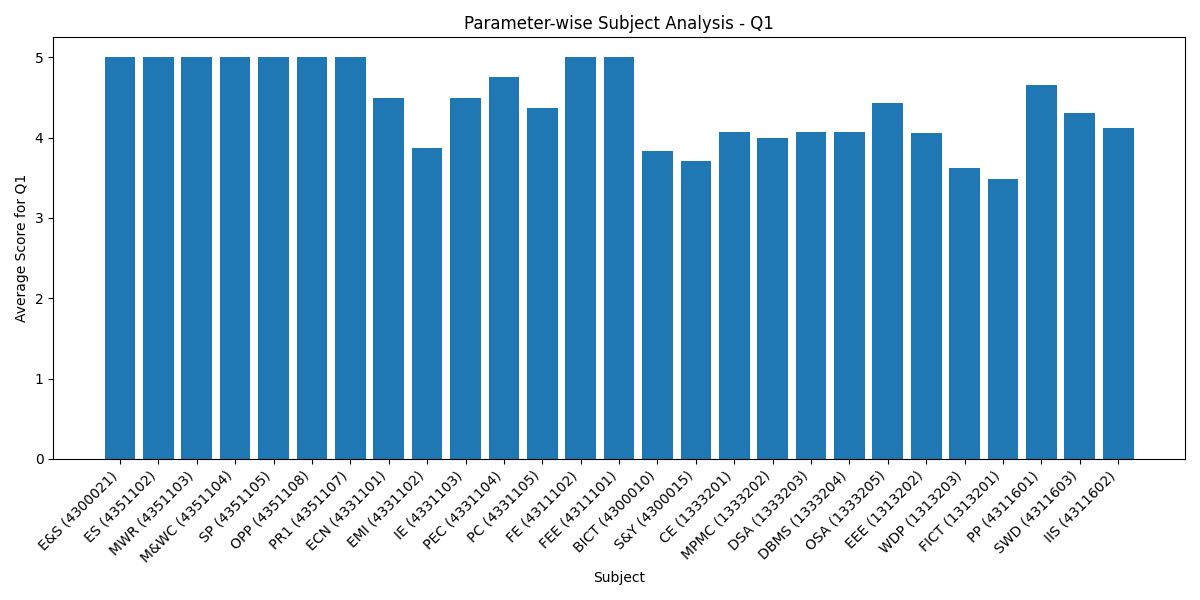 Parameter-wise Subject Analysis - Q1
Average Score for Q1
5
4
3
2
1
0
E&S (4300021)
ES (4351102)
MWR (4351103)
M&WC (4351104)
SP (4351105)
OPP (4351108)
PR1 (4351107)
ECN (4331101)
EMI (4331102)
IE (4331103)
PEC (4331104)
PC (4331105)
FE (4311102)
FEE (4311101)
BICT (4300010)
S&Y (4300015)
CE (1333201)
MPMC (1333202)
DSA (1333203)
DBMS (1333204)
OSA (1333205)
EEE (1313202)
WDP (1313203)
FICT (1313201)
PP (4311601)
SWD (4311603)
IIS (4311602)
Subject